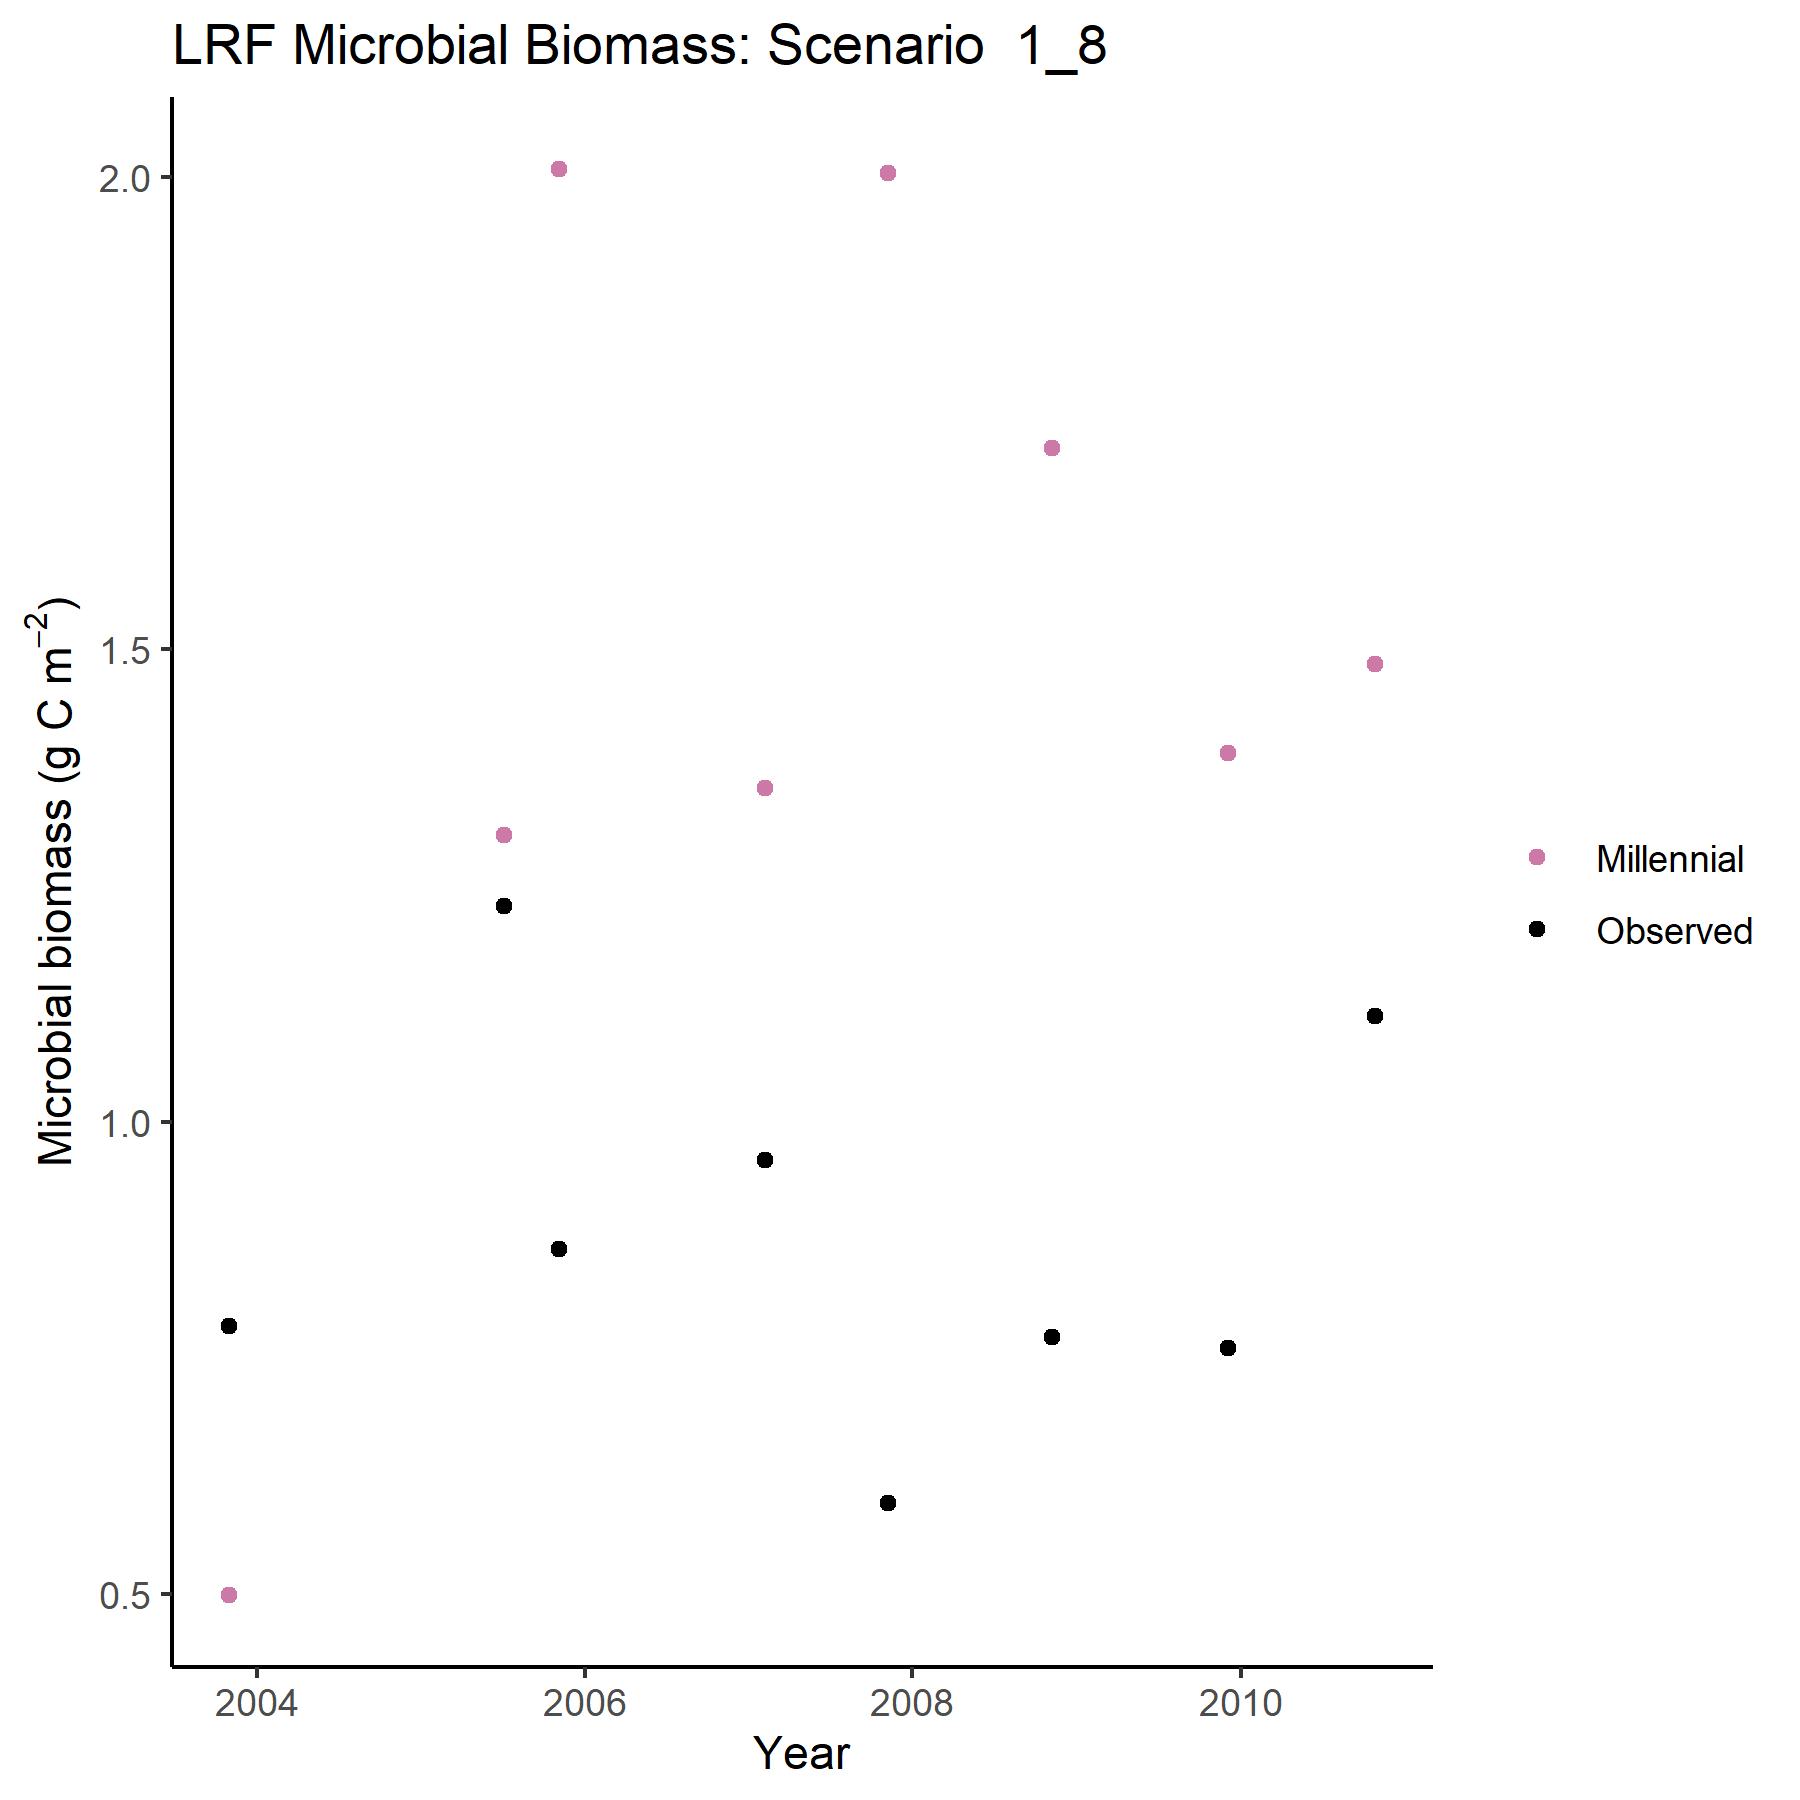 LRF Microbial Biomass: Scenario  1_8
2.0
1.5
1.0
0.5
Microbial biomass (g C m⁻²)
2004
2006
2008
2010
Year
Millennial
Observed